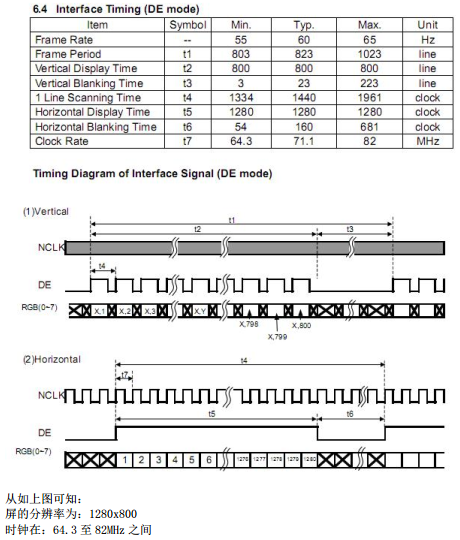 6.4 Interface Timing (DE mode)
Item Symbol Min. Typ. Max. Unit
Frame Rate -- 55 60 65 Hz
Frame Period t1 803 823 1023 line
Vertical Display Time t2 800 800 800 line
Vertical Blanking Time t3 3 23 223 line
1 Line Scanning Time t4 1334 1440 1961 clock
Horizontal Display Time t5 1280 1280 1280 clock
Horizontal Blanking Time t6 54 160 681 clock
Clock Rate t7 64.3 71.1 82 MHz
Timing Diagram of Interface Signal (DE mode)
(1)Vertical
t1
t2 t3
NCLK
t4
DE
RGB(0~7) X,1 X,2 X,3 X,Y X,798 X,800
X,799
(2)Horizontal
t4
t7
NCLK
t5 t6
DE
RGB(0~7) 1 2 3 4 5 6 1276 1277 1278 1279 1280
从如上图可知：
屏的分辨率为：1280x800
时钟在：64.3 至 82MHz 之间